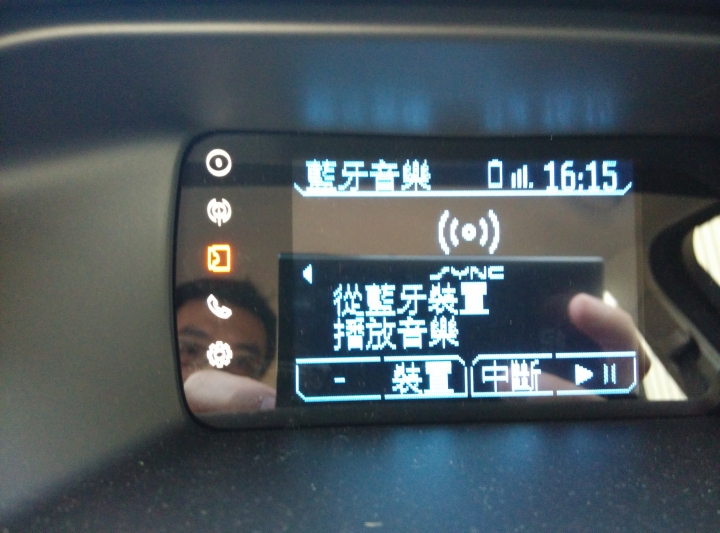 藍牙音樂 16:15
SYNC
從藍牙裝置
播放音樂
- 裝置 中斷